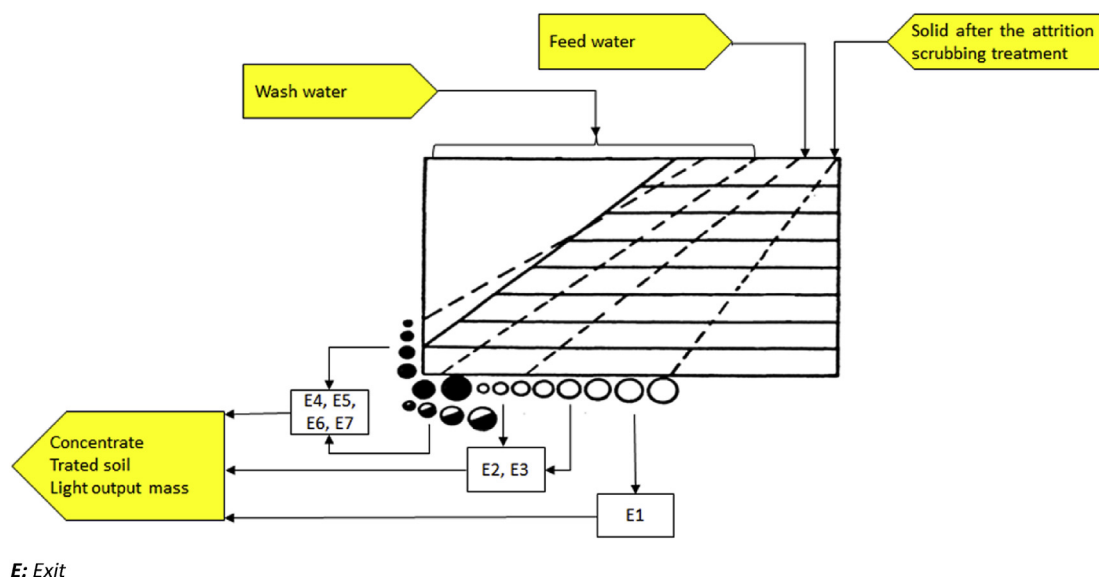 Feed water
Solid after the attrition
scrubbing treatment
Wash water
E4, E5,
E6, E7
Concentrate
Trated soil
Light output mass
E2, E3
E1
E: Exit